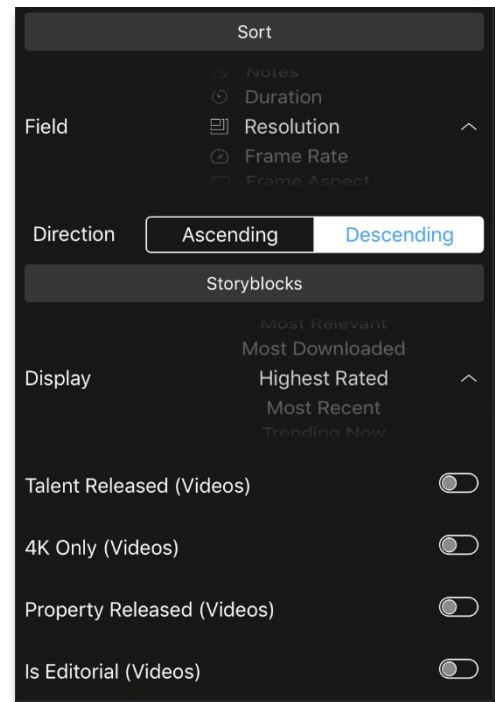 Sort
Notes
Duration
Field
Resolution
Frame Rate
Frame Aspect
Direction
Ascending
Descending
Storyblocks
Most Relevant
Most Downloaded
Display
Highest Rated
Most Recent
Trending Now
Talent Released (Videos)
4K Only (Videos)
Property Released (Videos)
Is Editorial (Videos)